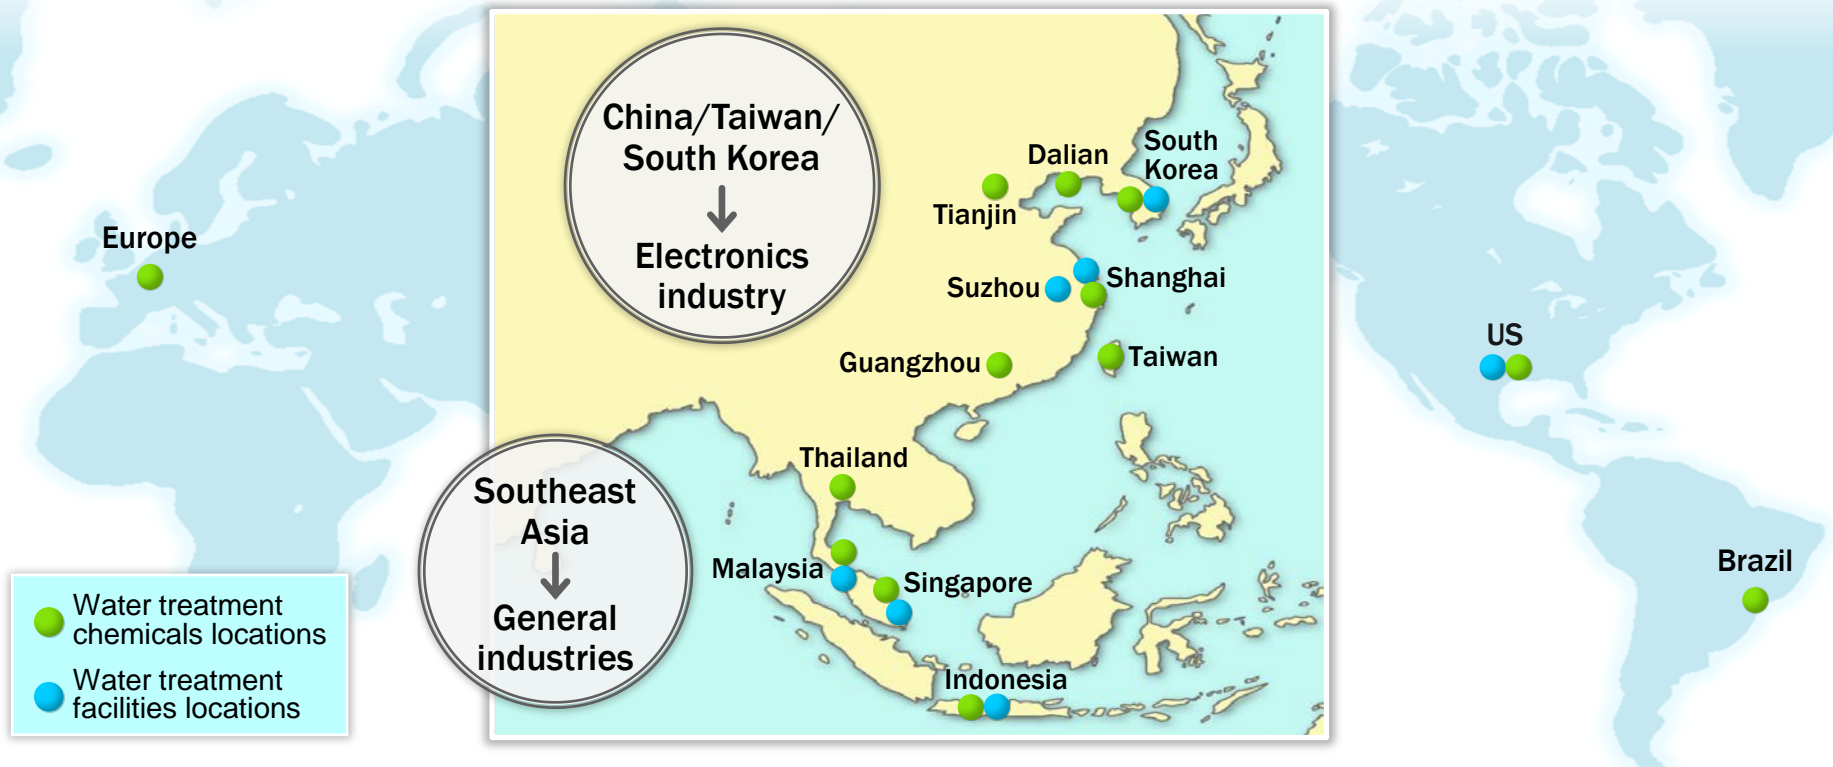 China/Taiwan/
South Korea
Electronics
industry
Southeast
Asia
General
industries
Europe
Tianjin
Dalian
South
Korea
Suzhou
Shanghai
Guangzhou
Taiwan
Thailand
Malaysia
Singapore
Indonesia
US
Brazil
Water treatment
chemicals locations
Water treatment
facilities locations